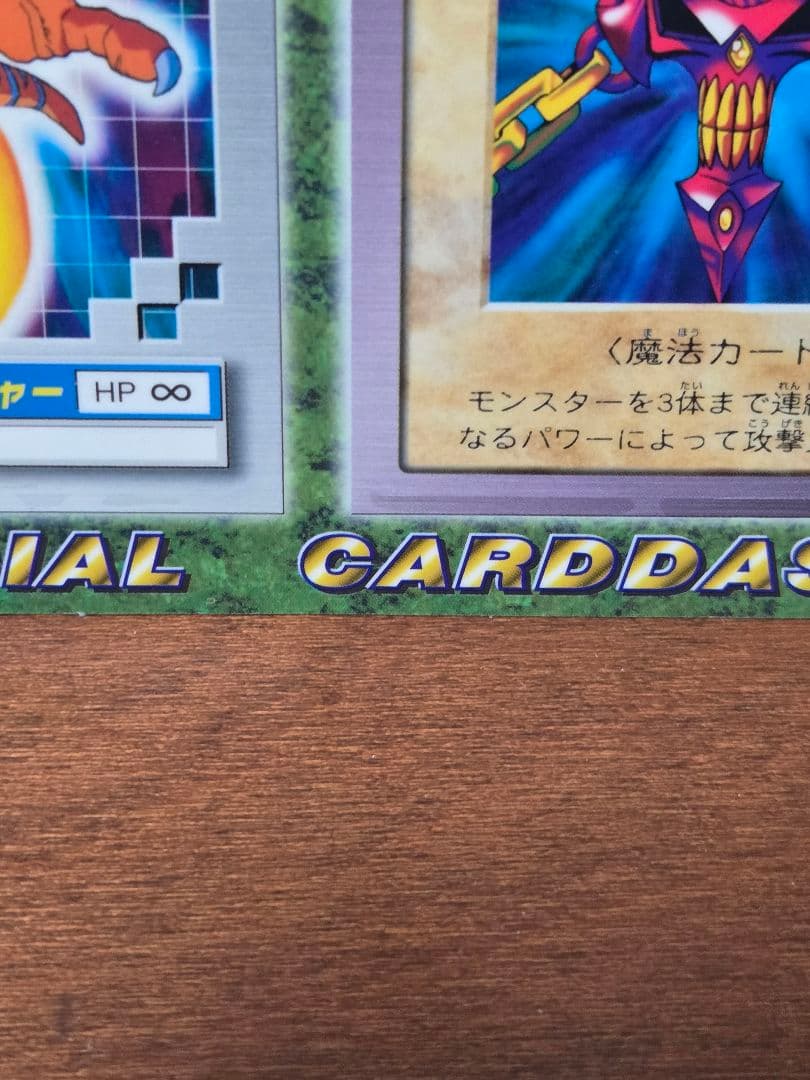 ャー HP ∞
〈魔法カード
モンスターを3体まで連
なるパワーによって攻撃
IAL CARDDAS